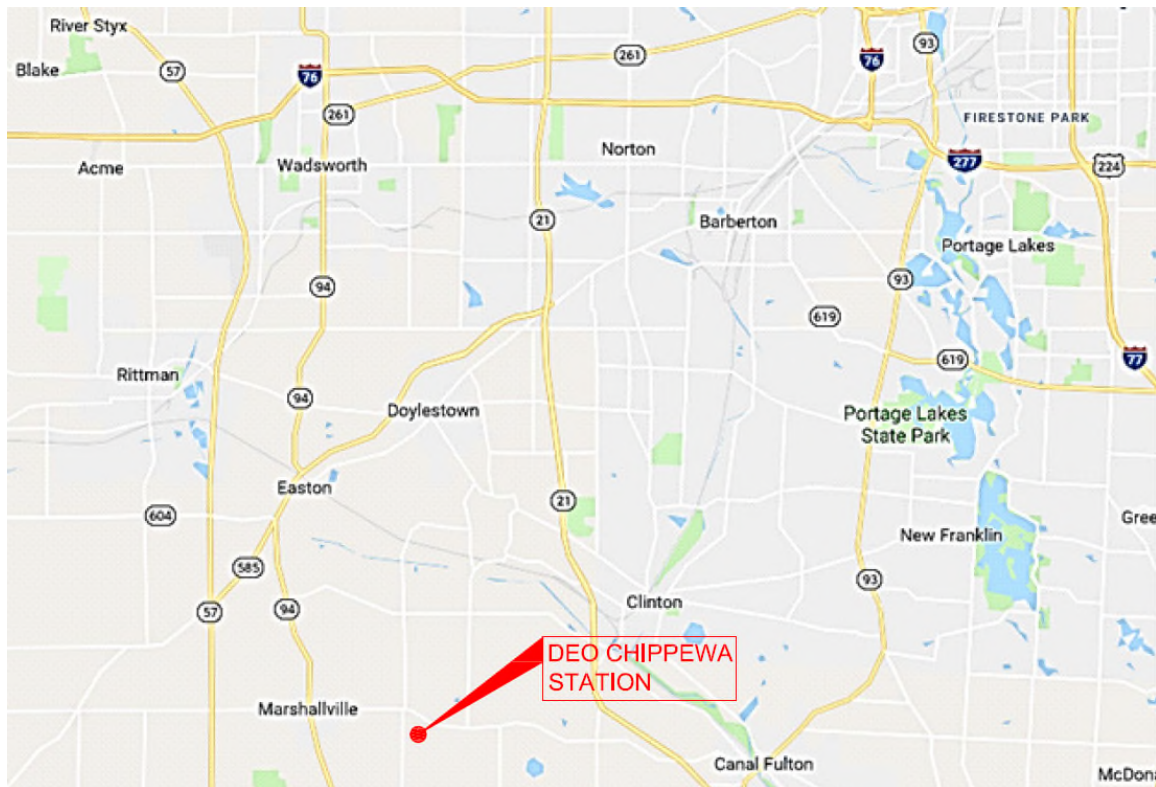 River Styx
93
261
76
Blake
57
76
261
FIRESTONE PARK
Norton
277
Acme
Wadsworth
224
21
Barberton
Portage Lakes
93
94
619
77
619
Rittman
94
Doylestown
Portage Lakes
State Park
Easton
21
604
Gree
New Franklin
585
93
57
94
Clinton
DEO CHIPPEWA
STATION
Marshallville
Canal Fulton
McDona